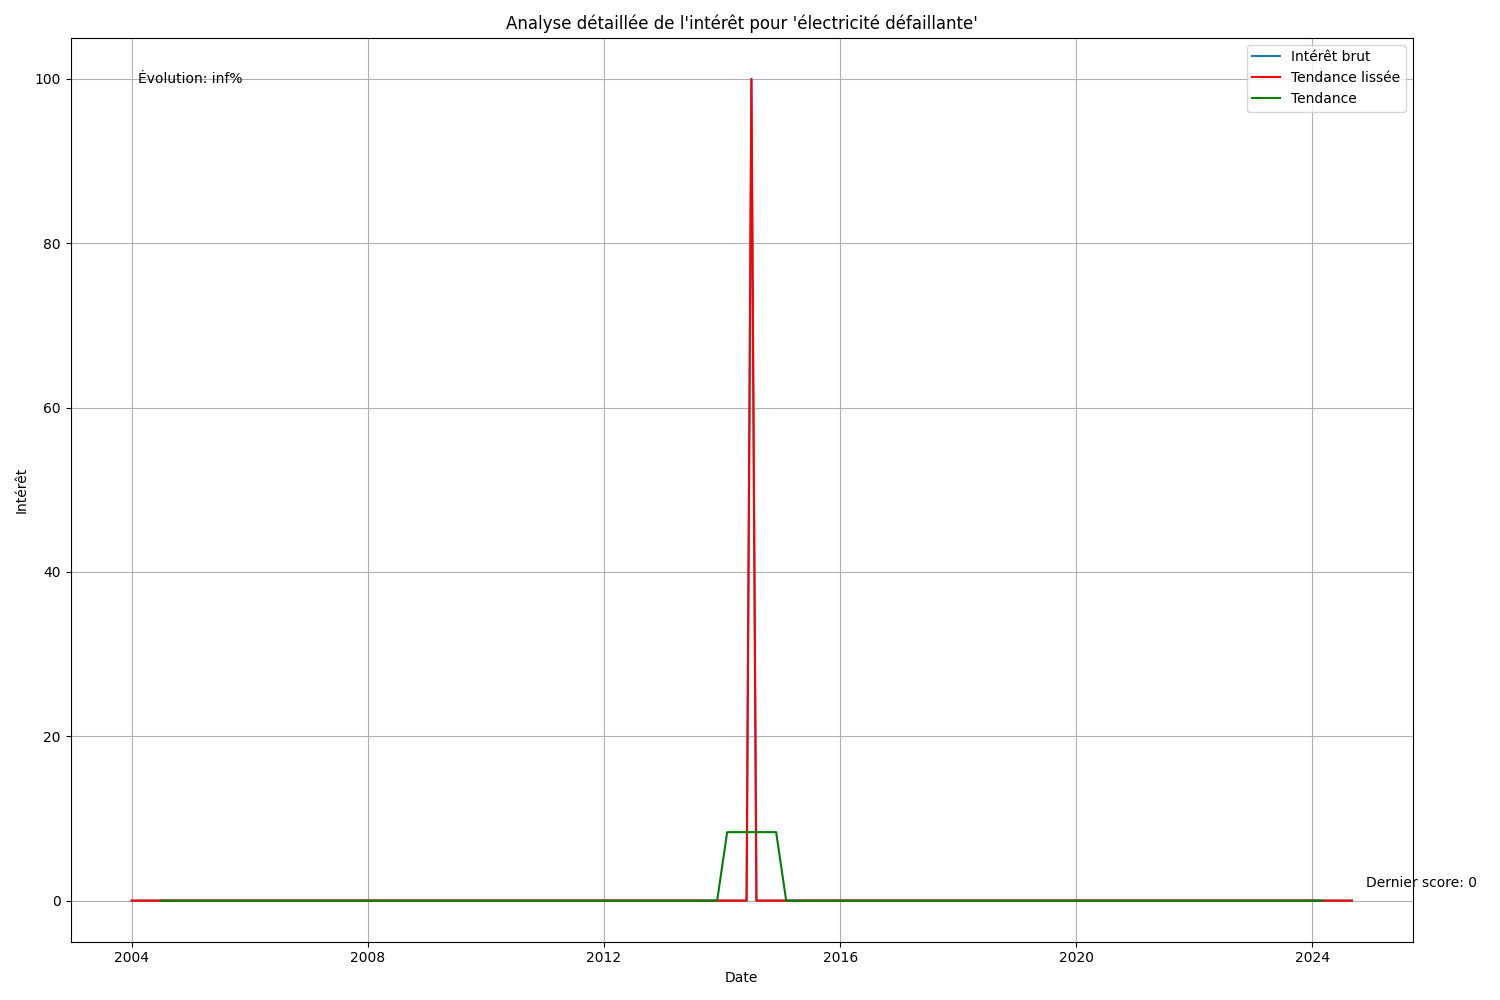 Analyse détaillée de l'intérêt pour 'électricité défaillante'
Évolution: inf%
Intérêt brut
Tendance lissée
Tendance
100
80
60
40
20
0
Intérêt
Dernier score: 0
2004
2008
2012
2016
2020
2024
Date